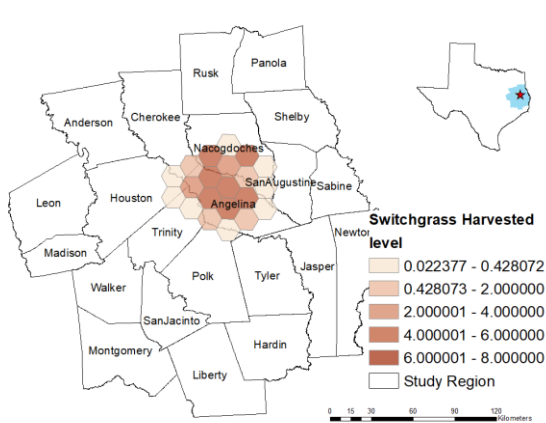 Rusk
Panola
Anderson
Cherokee
Shelby
Nacogdoches
SanAugustine
Sabine
Leon
Houston
Angelina
Trinity
Newton
Madison
Walker
Polk
Tyler
Jasper
SanJacinto
Montgomery
Hardin
Liberty
Switchgrass Harvested
level
0.022377 - 0.428072
0.428073 - 2.000000
2.000001 - 4.000000
4.000001 - 6.000000
6.000001 - 8.000000
Study Region
0 15 30 60 90 120
Kilometers